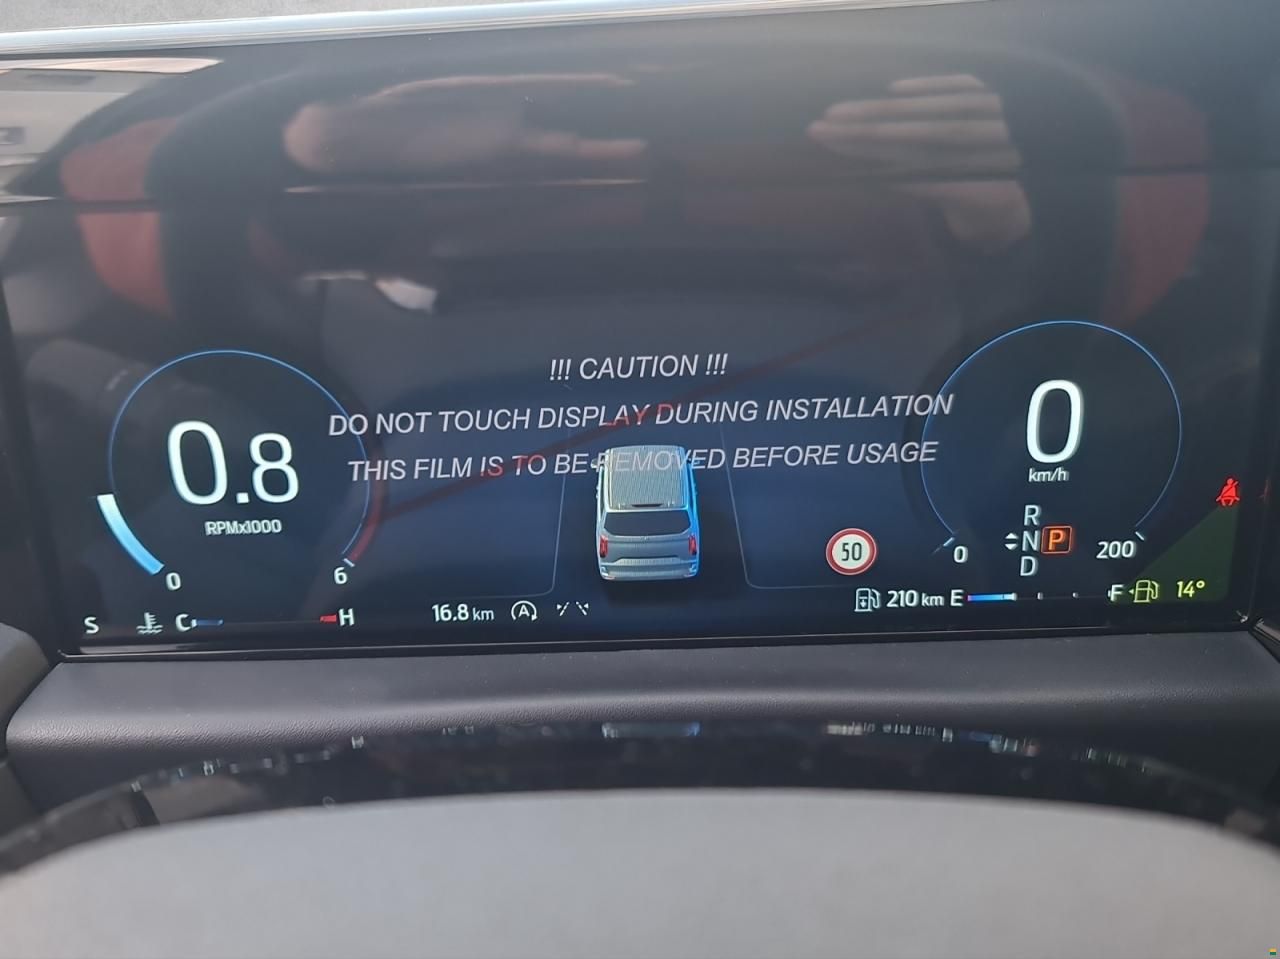 !!! CAUTION !!!
DO NOT TOUCH DISPLAY DURING INSTALLATION
THIS FILM IS TO BE REMOVED BEFORE USAGE
0.8
RPMx1000
0
6
0
km/h
R
N P
D
0
200
50
S
C
H
16.8 km
A
210 km E
F
14°